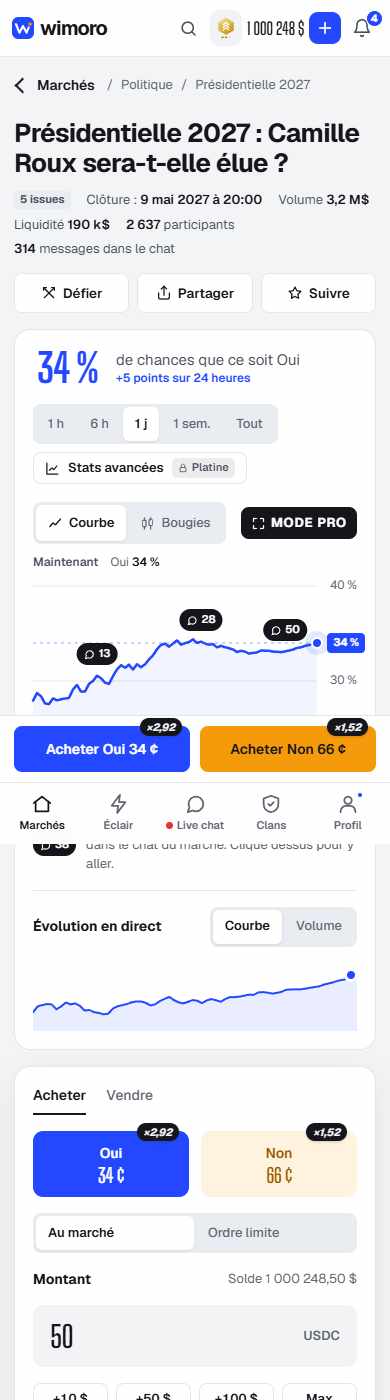 wimoro
1 000 248 $
4
Marchés / Politique / Présidentielle 2027
Présidentielle 2027 : Camille
Roux sera-t-elle élue ?
5 issues Clôture : 9 mai 2027 à 20:00 Volume 3,2 M$
Liquidité 190 k$ 2 637 participants
314 messages dans le chat
Défier Partager Suivre
34 % de chances que ce soit Oui
+5 points sur 24 heures
1 h 6 h 1 j 1 sem. Tout
Stats avancées Platine
Courbe Bougies MODE PRO
Maintenant Oui 34 %
40 %
28
50
34 %
13
30 %
×2,92 ×1,52
Acheter Oui 34 ¢ Acheter Non 66 ¢
Marchés Éclair Live chat Clans Profil
38 dans le chat du marché. Clique dessus pour y
aller.
Évolution en direct Courbe Volume
Acheter Vendre
×2,92 ×1,52
Oui Non
34 ¢ 66 ¢
Au marché Ordre limite
Montant Solde 1 000 248,50 $
50 USDC
+10 $ +50 $ +100 $ Max